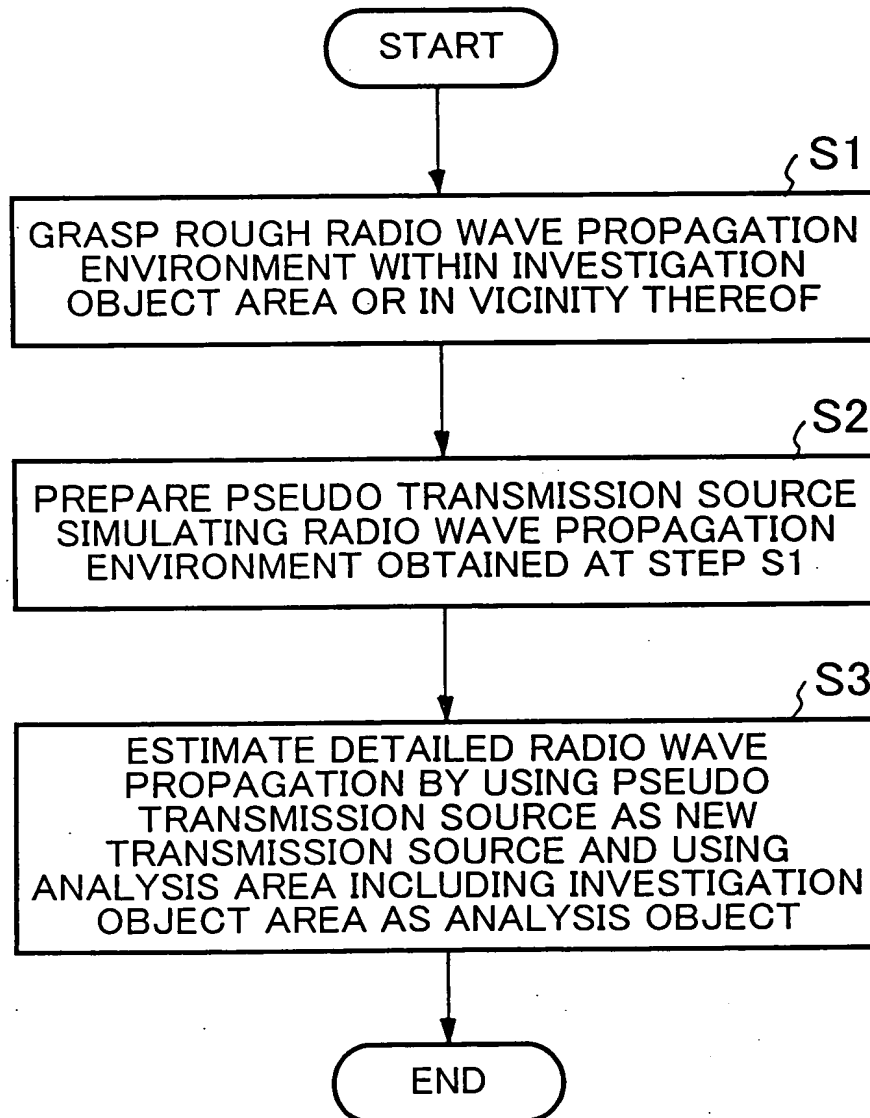 START
S1
GRASP ROUGH RADIO WAVE PROPAGATION
ENVIRONMENT WITHIN INVESTIGATION
OBJECT AREA OR IN VICINITY THEREOF
S2
PREPARE PSEUDO TRANSMISSION SOURCE
SIMULATING RADIO WAVE PROPAGATION
ENVIRONMENT OBTAINED AT STEP S1
S3
ESTIMATE DETAILED RADIO WAVE
PROPAGATION BY USING PSEUDO
TRANSMISSION SOURCE AS NEW
TRANSMISSION SOURCE AND USING
ANALYSIS AREA INCLUDING INVESTIGATION
OBJECT AREA AS ANALYSIS OBJECT
END